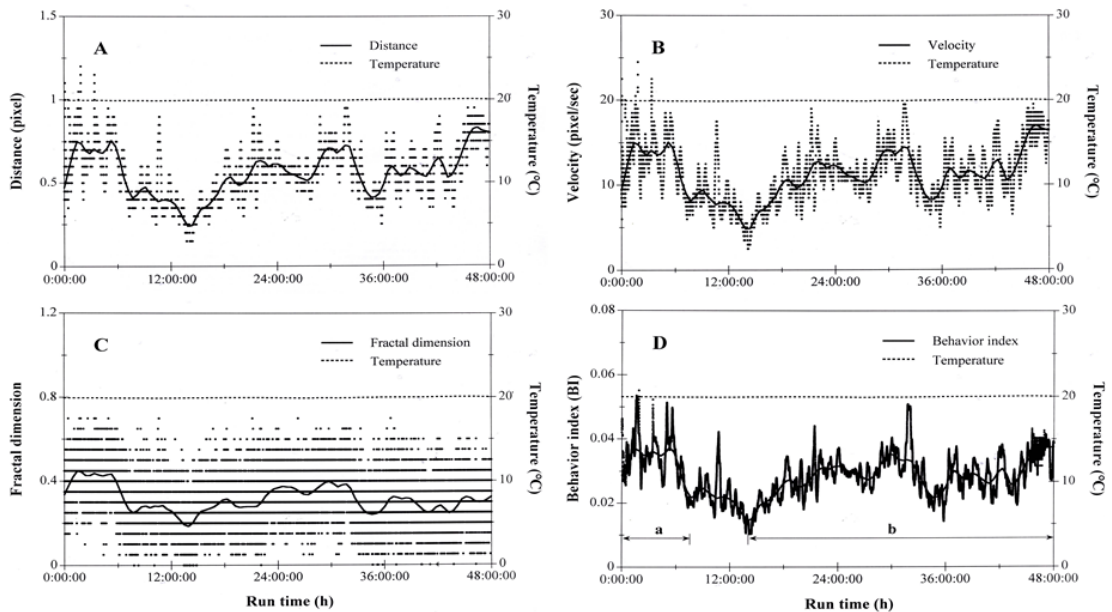 1.5
1
0.5
0
30
20
10
0
A
Distance
Temperature
Distance (pixel)
Temperature (℃)
0:00:00
12:00:00
24:00:00
36:00:00
48:00:00
30
20
10
0
30
20
10
0
B
Velocity
Temperature
Velocity (pixel/sec)
Temperature (℃)
0:00:00
12:00:00
24:00:00
36:00:00
48:00:00
1.2
0.8
0.4
0
30
20
10
0
C
Fractal dimension
Temperature
Fractal dimension
Temperature (℃)
0:00:00
12:00:00
24:00:00
36:00:00
48:00:00
Run time (h)
0.08
0.06
0.04
0.02
0
30
20
10
0
D
Behavior index
Temperature
Behavior index (BI)
Temperature (℃)
a
b
0:00:00
12:00:00
24:00:00
36:00:00
48:00:00
Run time (h)